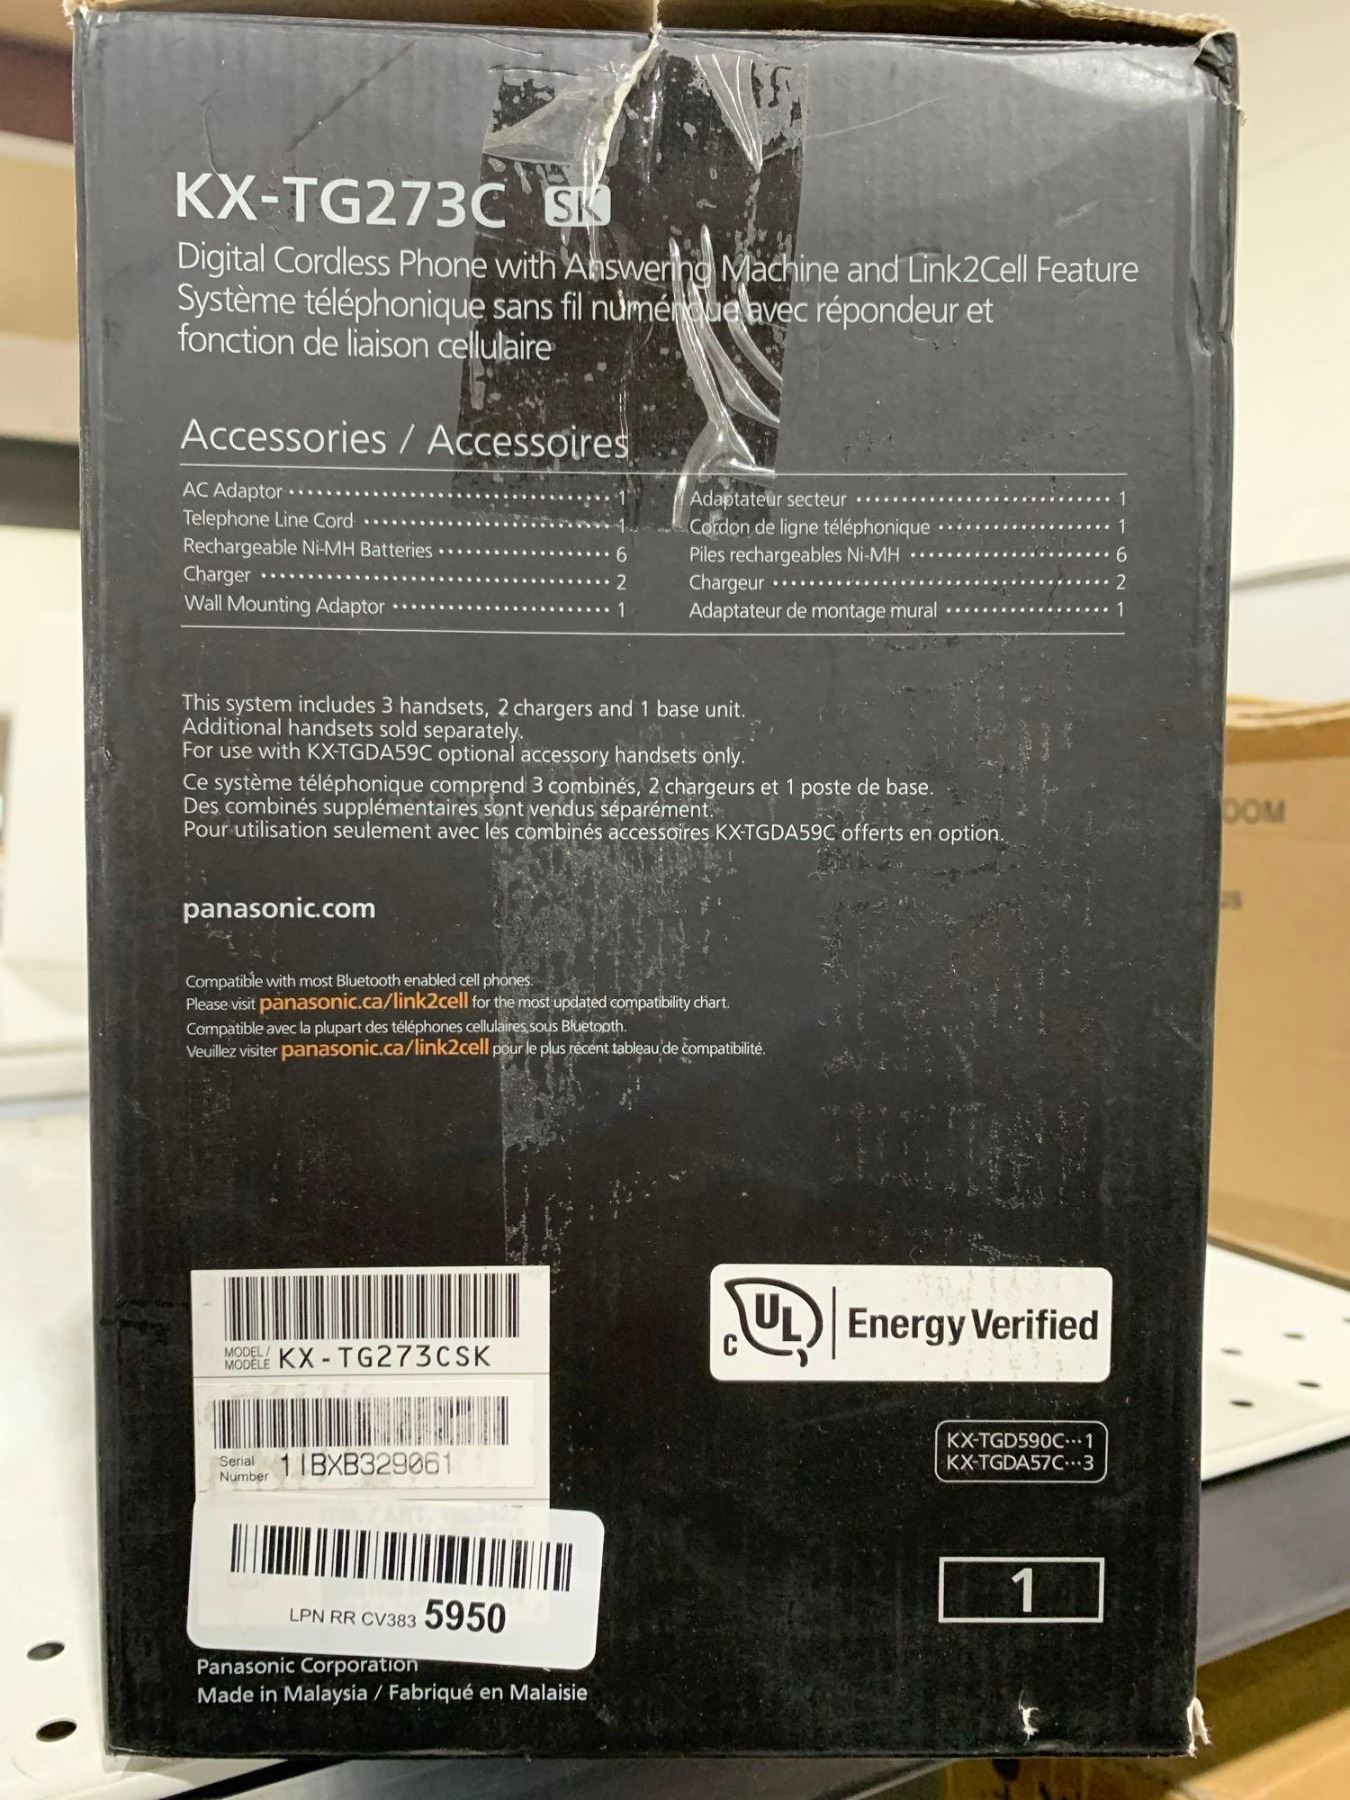 KX-TG273C SK
Digital Cordless Phone with Answering Machine and Link2Cell Feature
Système téléphonique sans fil numérique avec répondeur et
fonction de liaison cellulaire
Accessories / Accessoires
AC Adaptor 1
Telephone Line Cord 1
Rechargeable Ni-MH Batteries 6
Charger 2
Wall Mounting Adaptor 1
Adaptateur secteur 1
Cordon de ligne téléphonique 1
Piles rechargeables Ni-MH 6
Chargeur 2
Adaptateur de montage mural 1
This system includes 3 handsets, 2 chargers and 1 base unit.
Additional handsets sold separately.
For use with KX-TGDA59C optional accessory handsets only.
Ce système téléphonique comprend 3 combinés, 2 chargeurs et 1 poste de base.
Des combinés supplémentaires sont vendus séparément.
Pour utilisation seulement avec les combinés accessoires KX-TGDA59C offerts en option.
panasonic.com
Compatible with most Bluetooth enabled cell phones.
Please visit panasonic.ca/link2cell for the most updated compatibility chart.
Compatible avec la plupart des téléphones cellulaires sous Bluetooth.
Veuillez visiter panasonic.ca/link2cell pour le plus récent tableau de compatibilité.
MODEL /
MODÈLE KX-TG273CSK
Serial
Number 1IBXB329061
LPN RR CV383 5950
Panasonic Corporation
Made in Malaysia / Fabriqué en Malaisie
C UL Energy Verified
KX-TGD590C···1
KX-TGDA57C···3
1